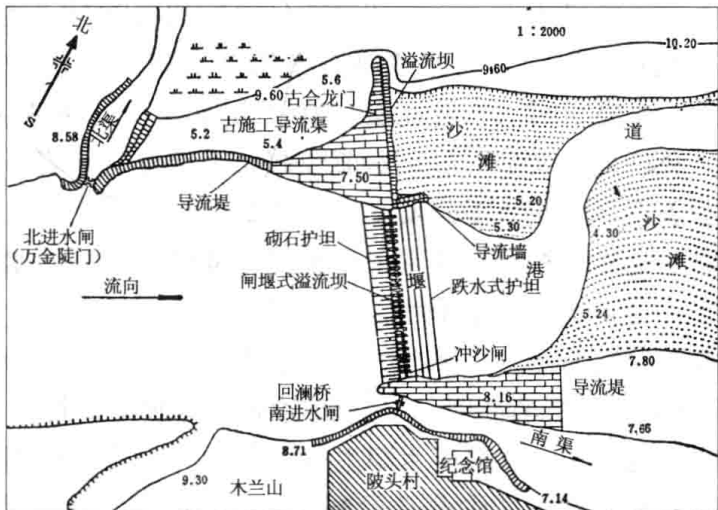 北
S
1：2000
10.20
9.60
溢流坝
5.6
9.60
古合龙门
北渠
8.58
5.2
古施工导流渠
5.4
沙滩
道
7.50
导流堤
5.20
5.30
4.30
沙滩
北进水闸
(万金陡门)
砌石护坦
导流墙
港
闸堰式溢流坝
堰
跌水式护坦
流向
5.24
冲沙闸
7.80
回澜桥
南进水闸
8.16
导流堤
7.66
8.71
南渠
9.30
木兰山
陂头村
纪念馆
7.14